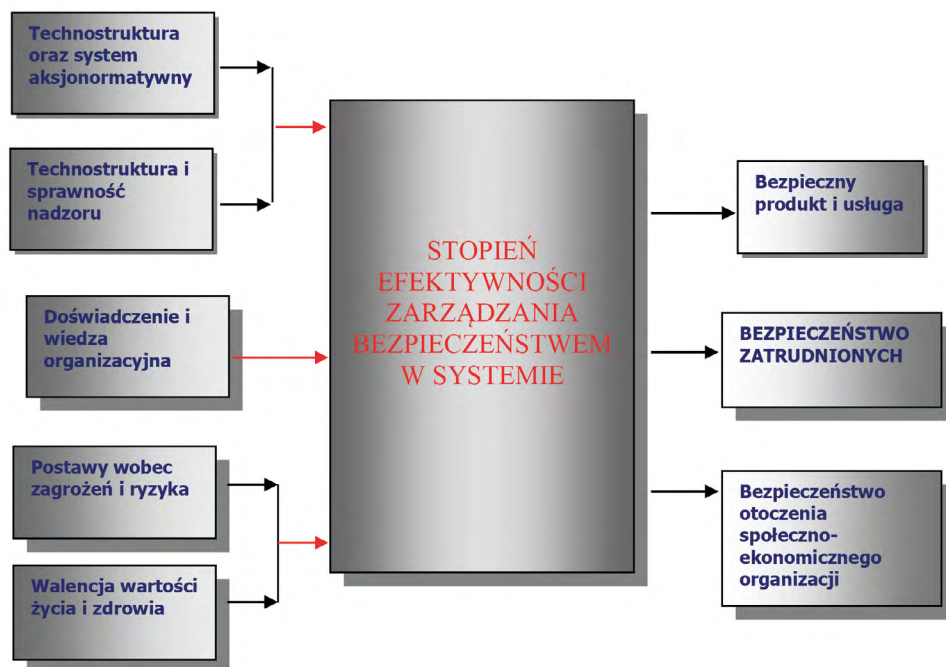 Technostruktura
oraz system
aksjonormatywny
Technostruktura i
sprawność
nadzoru
Doświadczenie i
wiedza
organizacyjna
Postawy wobec
zagrożeń i ryzyka
Walencja wartości
życia i zdrowia
STOPIEŃ
EFEKTYWNOŚCI
ZARZĄDZANIA
BEZPIECZEŃSTWEM
W SYSTEMIE
Bezpieczny
produkt i usługa
BEZPIECZEŃSTWO
ZATRUDNIONYCH
Bezpieczeństwo
otoczenia
społeczno-
ekonomicznego
organizacji